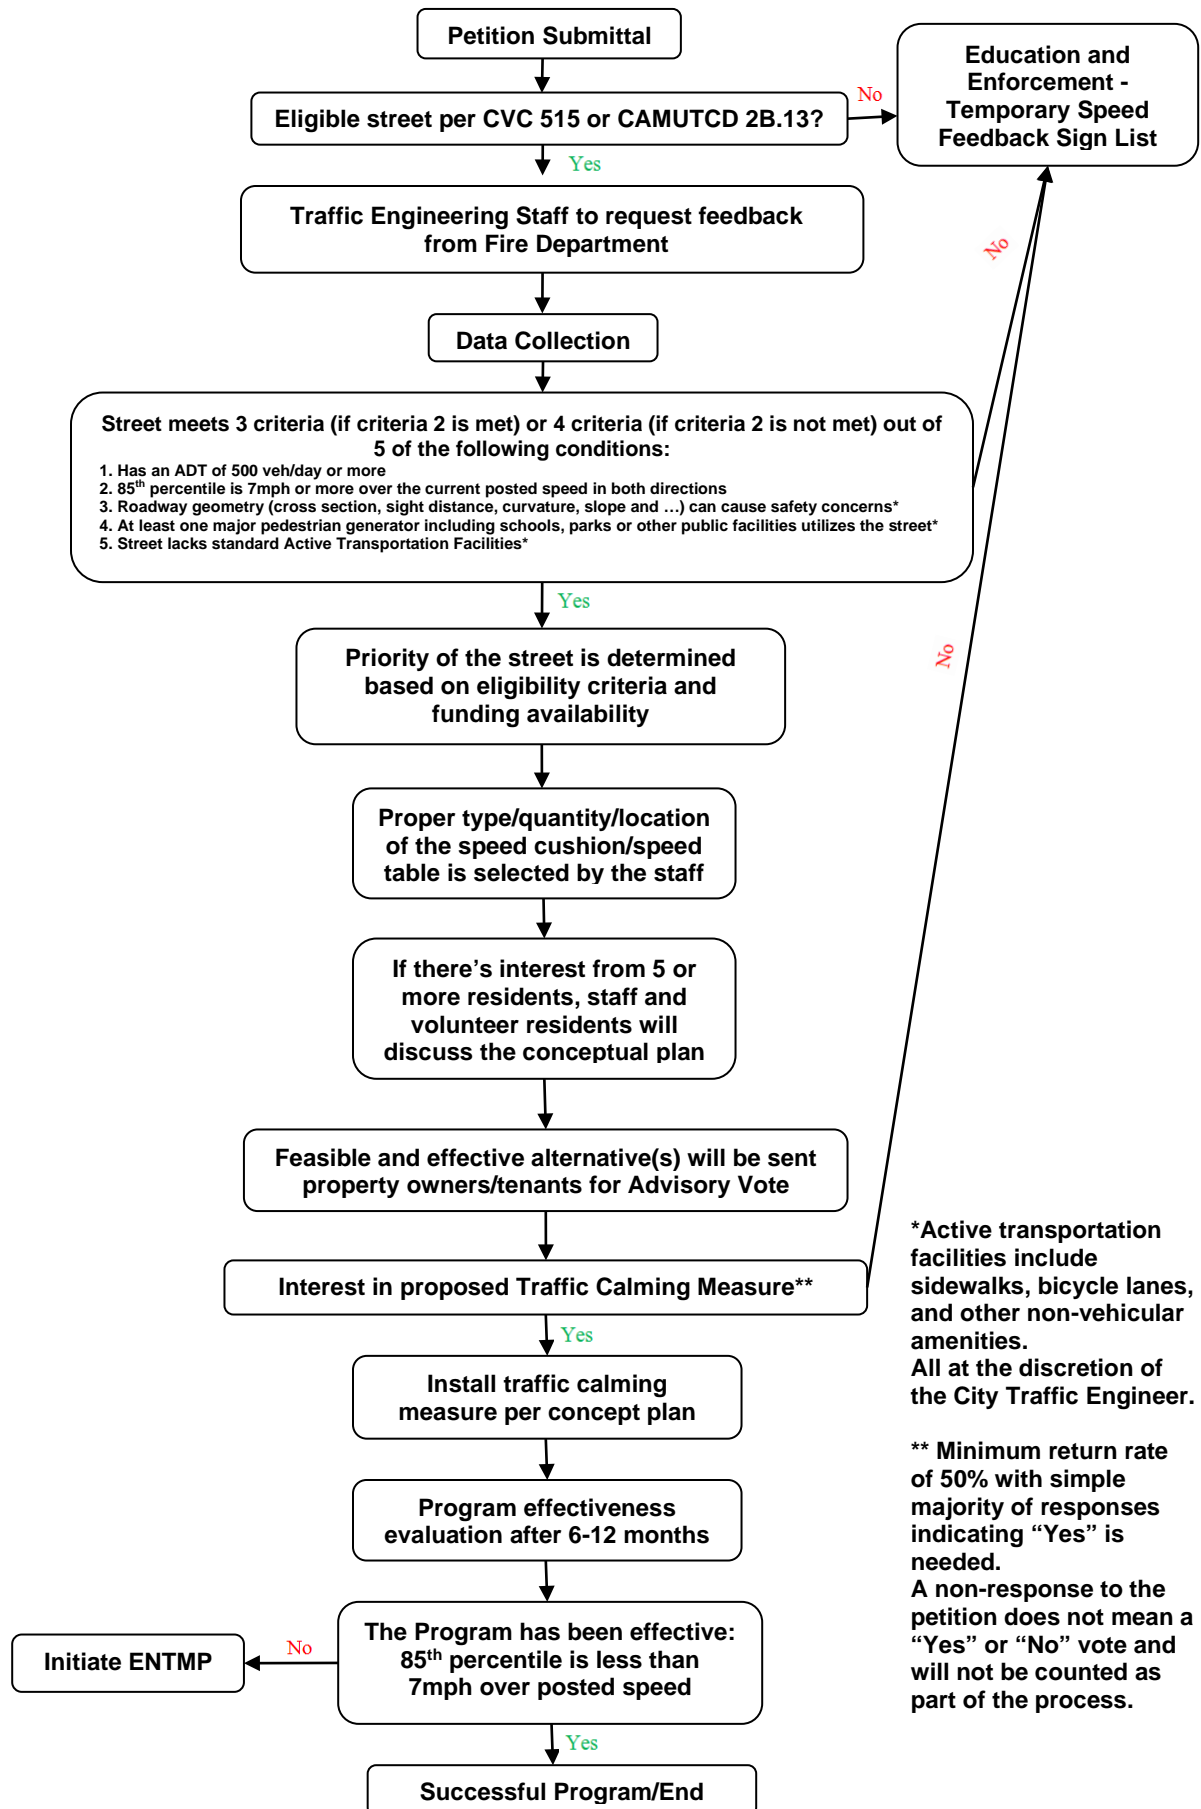 Petition Submittal
Education and
Enforcement -
Temporary Speed
Feedback Sign List
Eligible street per CVC 515 or CAMUTCD 2B.13?
No
Yes
Traffic Engineering Staff to request feedback
from Fire Department
No
Data Collection
Street meets 3 criteria (if criteria 2 is met) or 4 criteria (if criteria 2 is not met) out of
5 of the following conditions:
1. Has an ADT of 500 veh/day or more
2. 85th percentile is 7mph or more over the current posted speed in both directions
3. Roadway geometry (cross section, sight distance, curvature, slope and …) can cause safety concerns*
4. At least one major pedestrian generator including schools, parks or other public facilities utilizes the street*
5. Street lacks standard Active Transportation Facilities*
Yes
No
Priority of the street is determined
based on eligibility criteria and
funding availability
Proper type/quantity/location
of the speed cushion/speed
table is selected by the staff
If there’s interest from 5 or
more residents, staff and
volunteer residents will
discuss the conceptual plan
Feasible and effective alternative(s) will be sent
property owners/tenants for Advisory Vote
Interest in proposed Traffic Calming Measure**
Yes
Install traffic calming
measure per concept plan
Program effectiveness
evaluation after 6-12 months
The Program has been effective:
85th percentile is less than
7mph over posted speed
No
Initiate ENTMP
Yes
Successful Program/End
*Active transportation
facilities include
sidewalks, bicycle lanes,
and other non-vehicular
amenities.
All at the discretion of
the City Traffic Engineer.
** Minimum return rate
of 50% with simple
majority of responses
indicating “Yes” is
needed.
A non-response to the
petition does not mean a
“Yes” or “No” vote and
will not be counted as
part of the process.